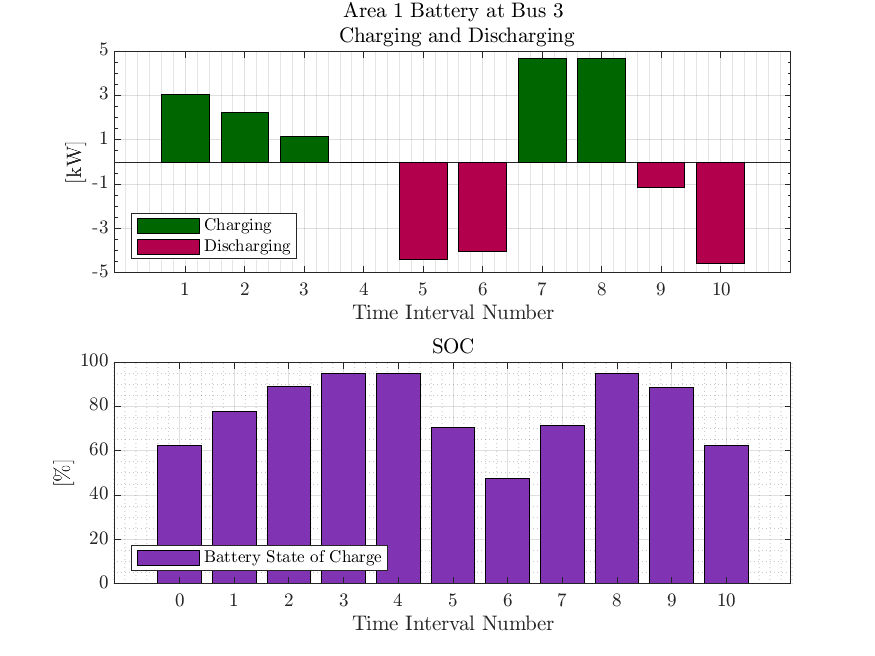 Area 1 Battery at Bus 3
Charging and Discharging
5
3
1
-1
-3
-5
[kW]
Charging
Discharging
1 2 3 4 5 6 7 8 9 10
Time Interval Number
SOC
100
80
60
40
20
0
[%]
Battery State of Charge
0 1 2 3 4 5 6 7 8 9 10
Time Interval Number